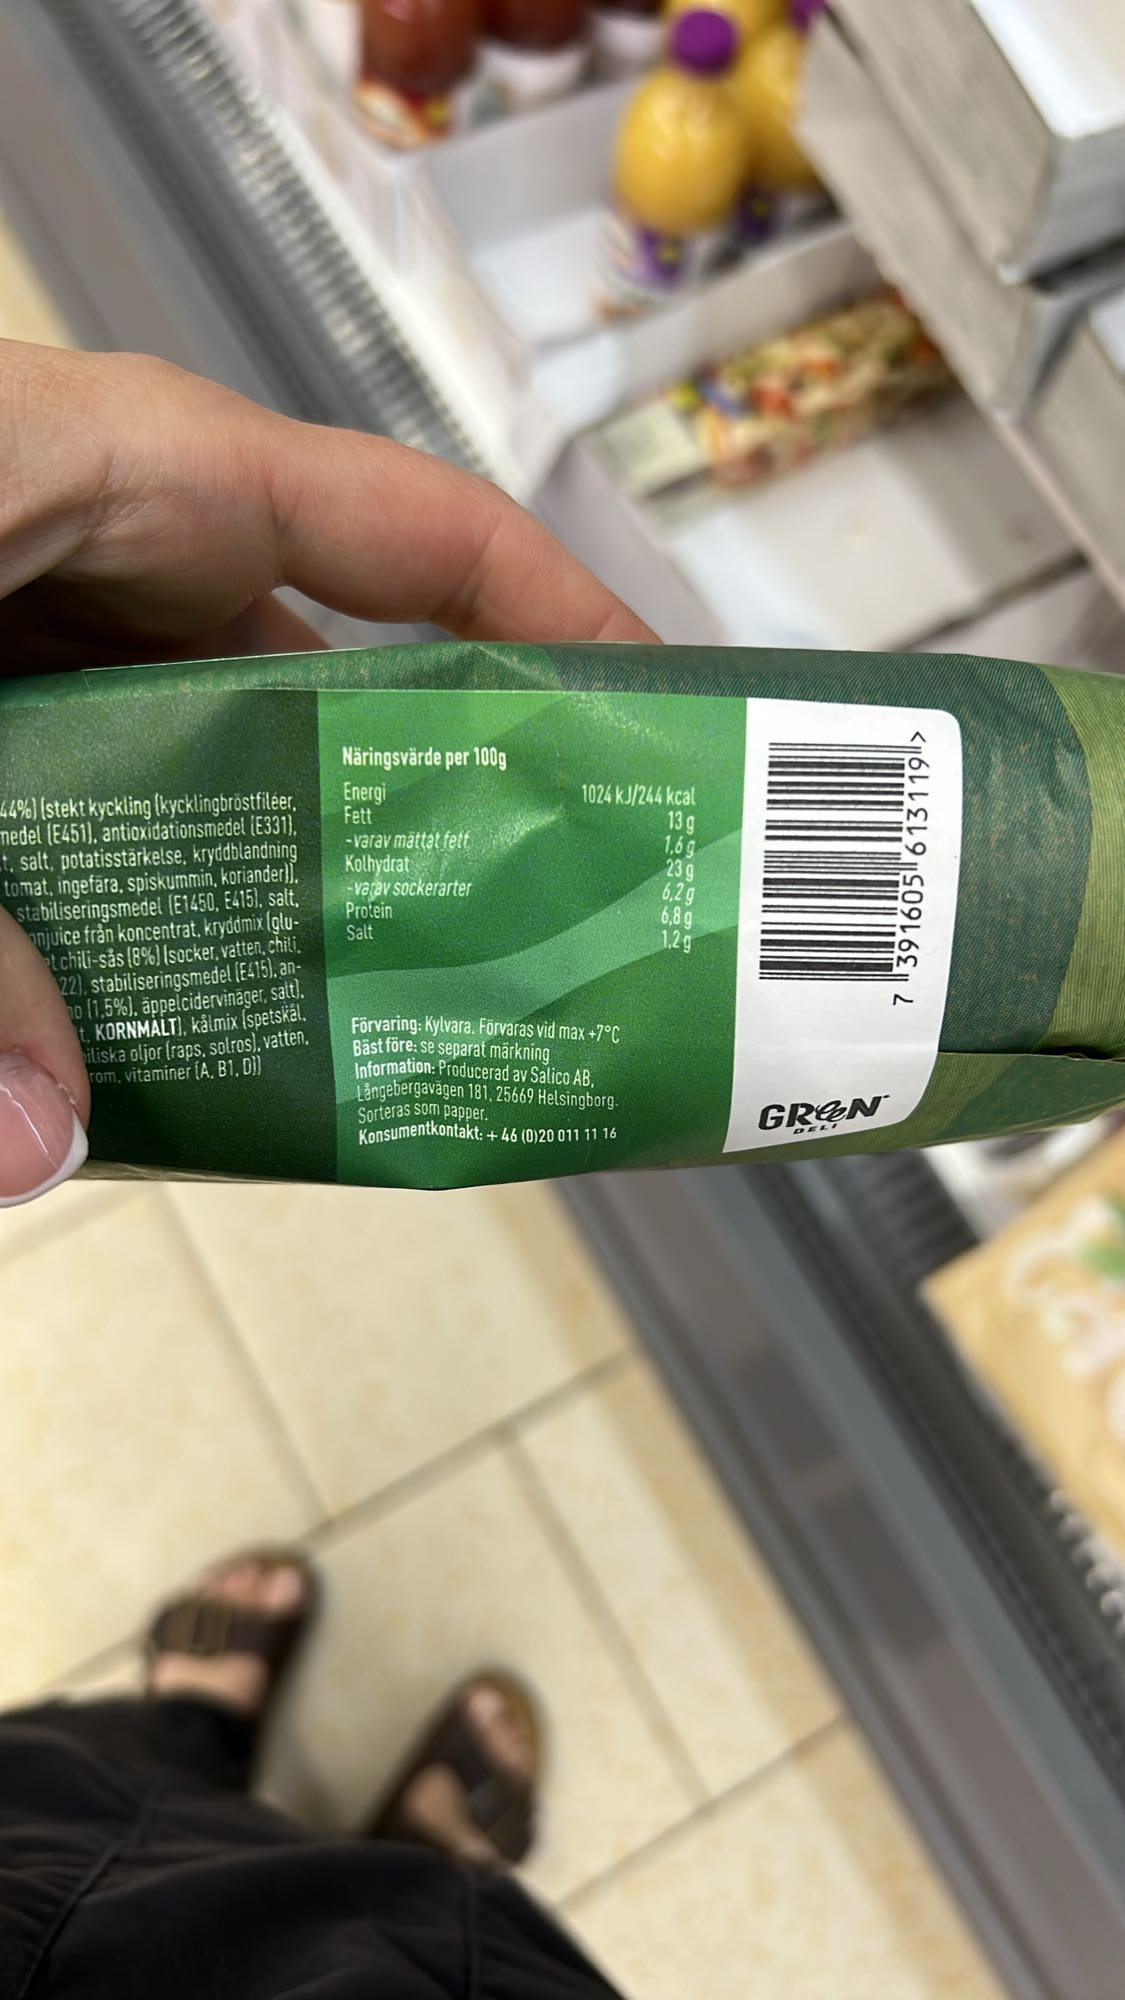 44%) (stekt kyckling (kycklingbröstfiléer,
medel (E451), antioxidationsmedel (E331),
t, salt, potatisstärkelse, kryddblandning
tomat, ingefära, spiskummin, koriander)),
stabiliseringsmedel (E1450, E415), salt,
njuice från koncentrat, kryddmix (glu-
t chili-sås (8%) (socker, vatten, chili,
22), stabiliseringsmedel (E415), an-
no (1,5%), äppelcidervinäger, salt),
t, KORNMALT), kålmix (spetskål,
iliska oljor (raps, solros), vatten,
rom, vitaminer (A, B1, D))
Näringsvärde per 100g
Energi 1024 kJ/244 kcal
Fett 13 g
-varav mättat fett 1,6 g
Kolhydrat 23 g
-varav sockerarter 6,2 g
Protein 6,8 g
Salt 1,2 g
Förvaring: Kylvara. Förvaras vid max +7°C
Bäst före: se separat märkning
Information: Producerad av Salico AB,
Långebergavägen 181, 25669 Helsingborg.
Sorteras som papper.
Konsumentkontakt: + 46 (0)20 011 11 16
7 391605 613119 >
GREEN
DELI